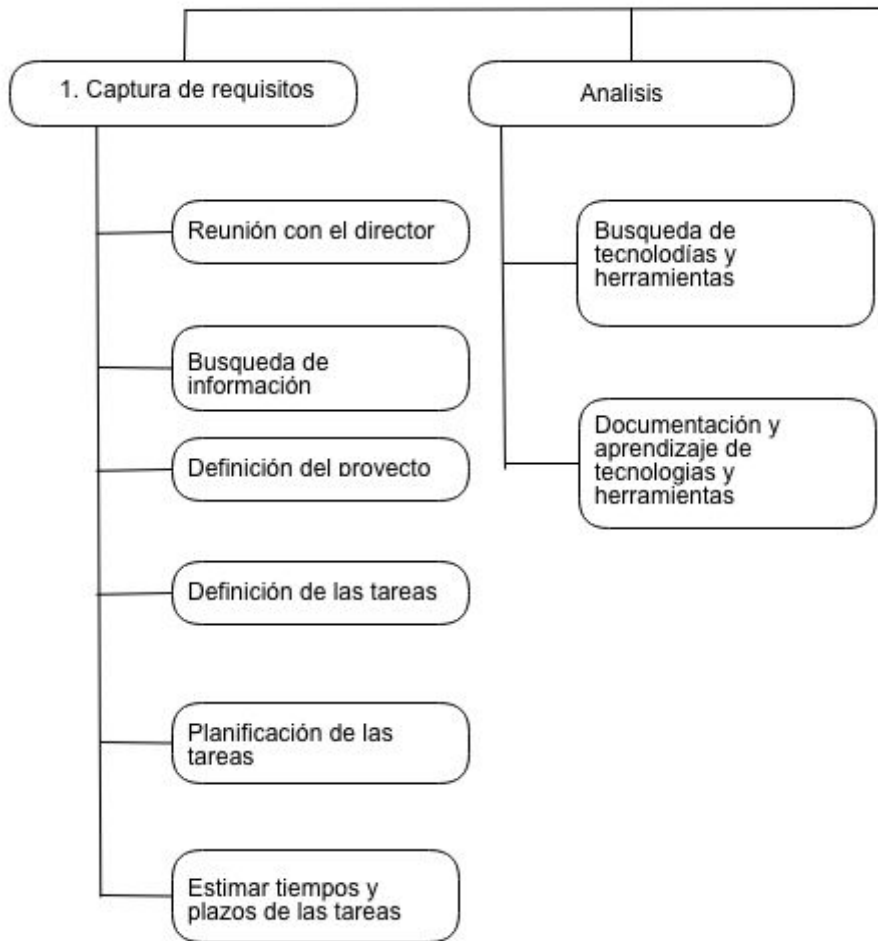 1. Captura de requisitos
Analisis
Reunión con el director
Busqueda de
información
Definición del proyecto
Definición de las tareas
Planificación de las
tareas
Estimar tiempos y
plazos de las tareas
Busqueda de
tecnolodías y
herramientas
Documentación y
aprendizaje de
tecnologias y
herramientas